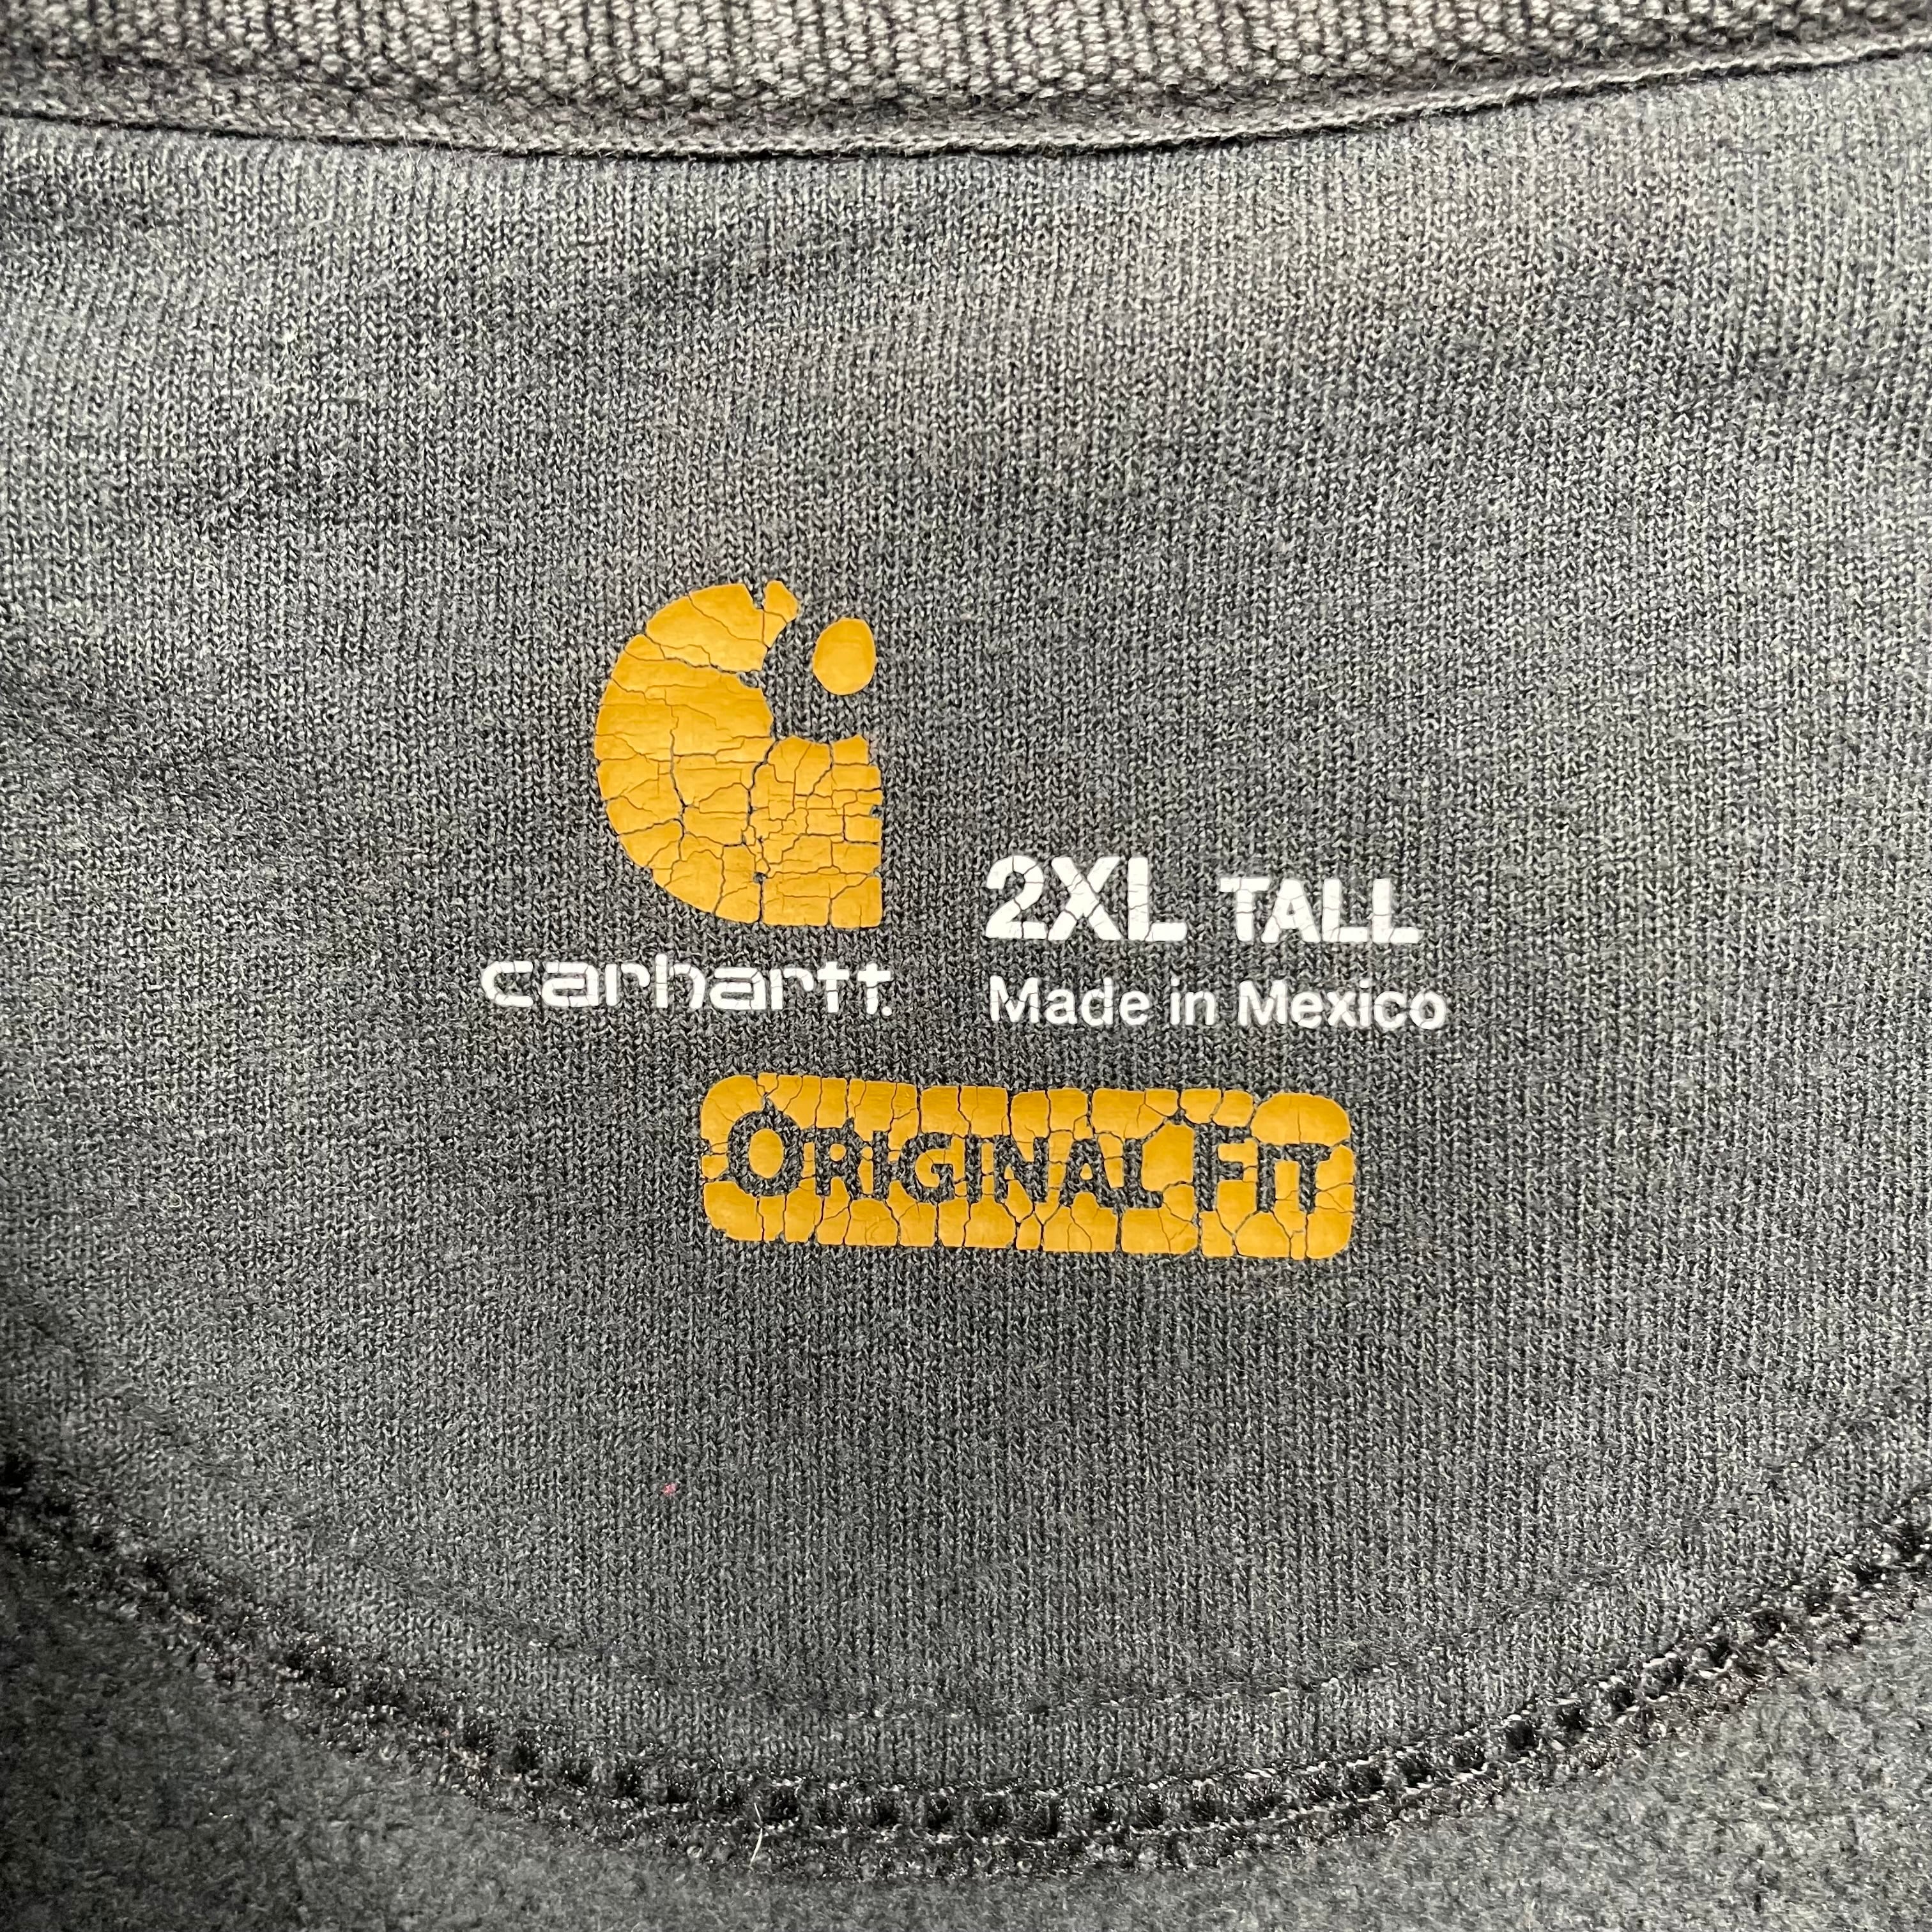 2XL TALL
carhartt.
Made in Mexico
ORIGINAL FIT